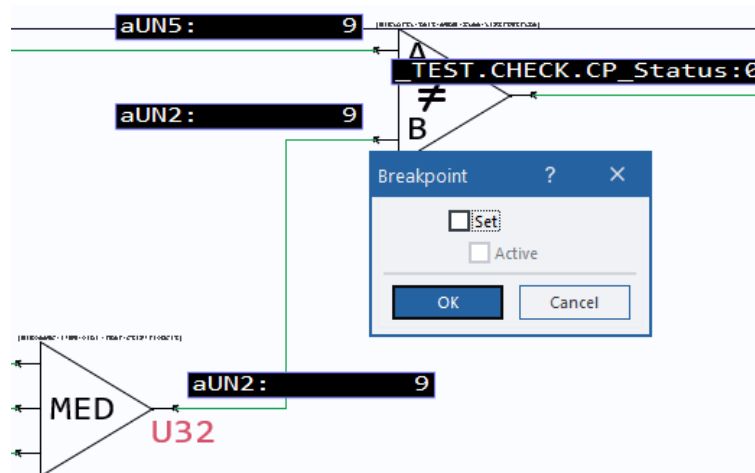 aUN5: 9
A
_TEST.CHECK.CP_Status:0
≠
aUN2: 9
B
Breakpoint ? ×
Set
Active
OK Cancel
aUN2: 9
MED
U32